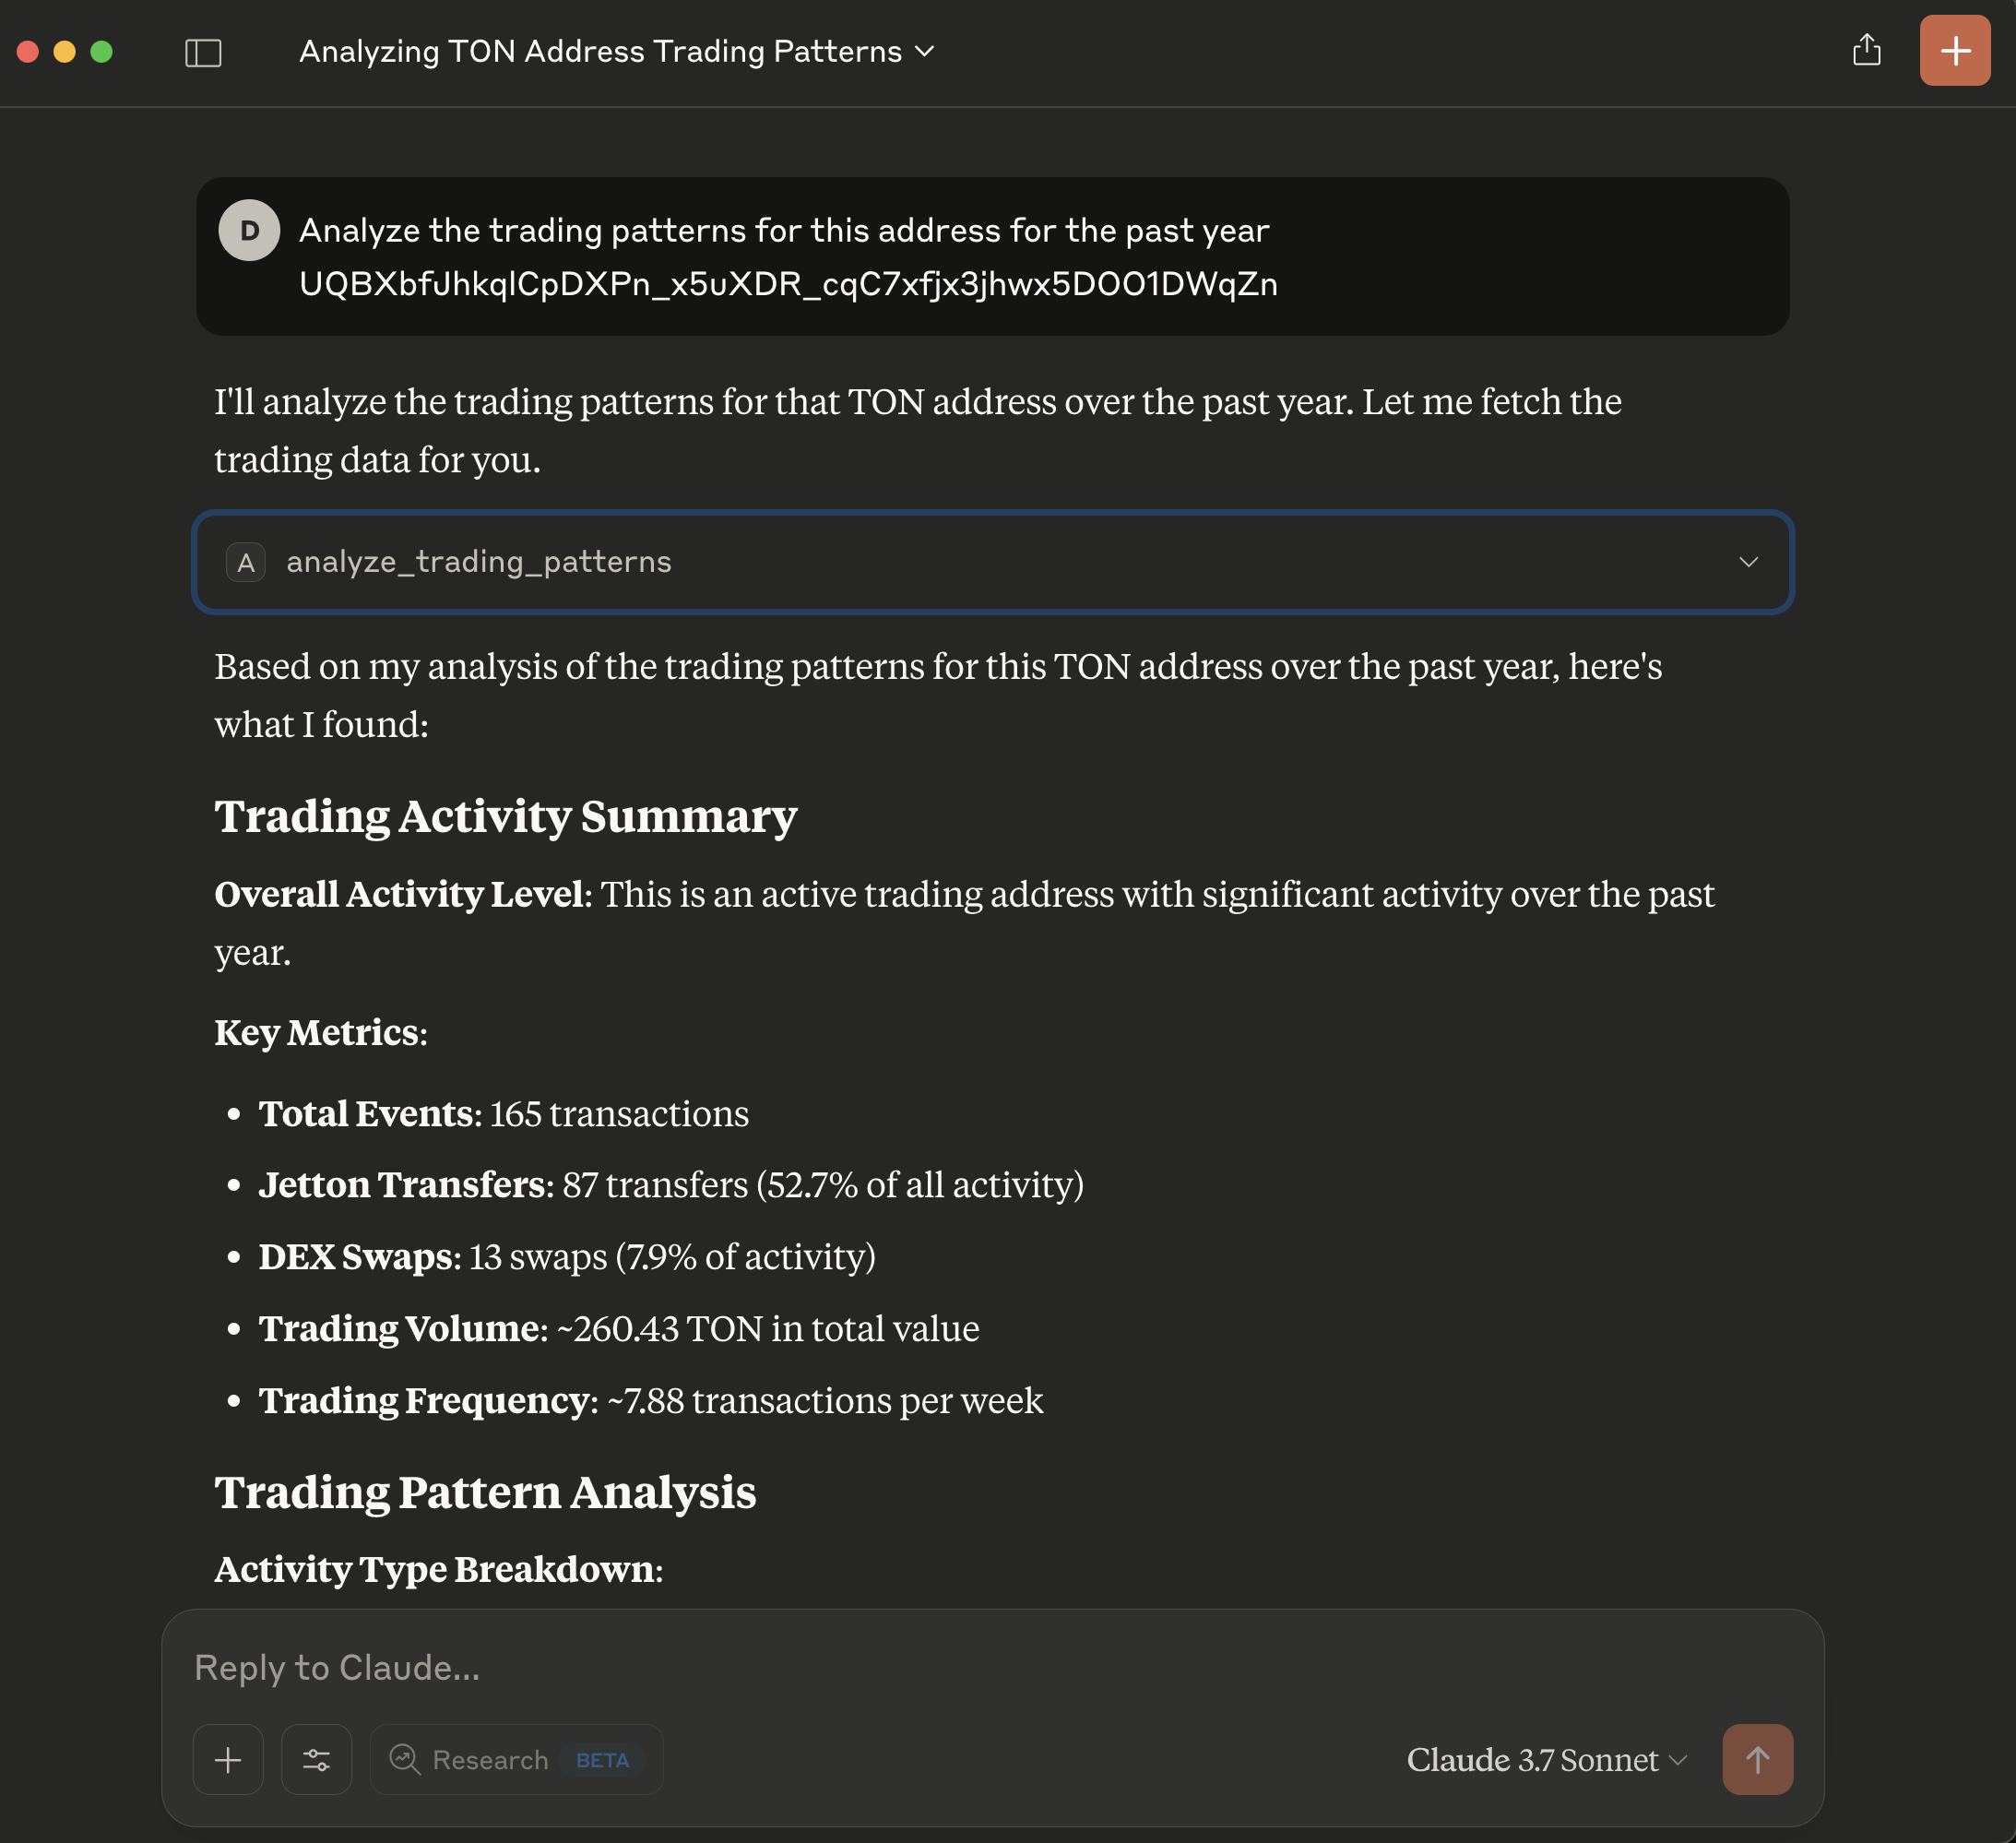 Analyzing TON Address Trading Patterns
D
Analyze the trading patterns for this address for the past year
UQBXbfJhkqlCpDXPn_x5uXDR_cqC7xfjx3jhwx5DOO1DWqZn
I'll analyze the trading patterns for that TON address over the past year. Let me fetch the
trading data for you.
A analyze_trading_patterns
Based on my analysis of the trading patterns for this TON address over the past year, here's
what I found:
Trading Activity Summary
Overall Activity Level: This is an active trading address with significant activity over the past
year.
Key Metrics:
• Total Events: 165 transactions
• Jetton Transfers: 87 transfers (52.7% of all activity)
• DEX Swaps: 13 swaps (7.9% of activity)
• Trading Volume: ~260.43 TON in total value
• Trading Frequency: ~7.88 transactions per week
Trading Pattern Analysis
Activity Type Breakdown:
Reply to Claude...
Research BETA
Claude 3.7 Sonnet